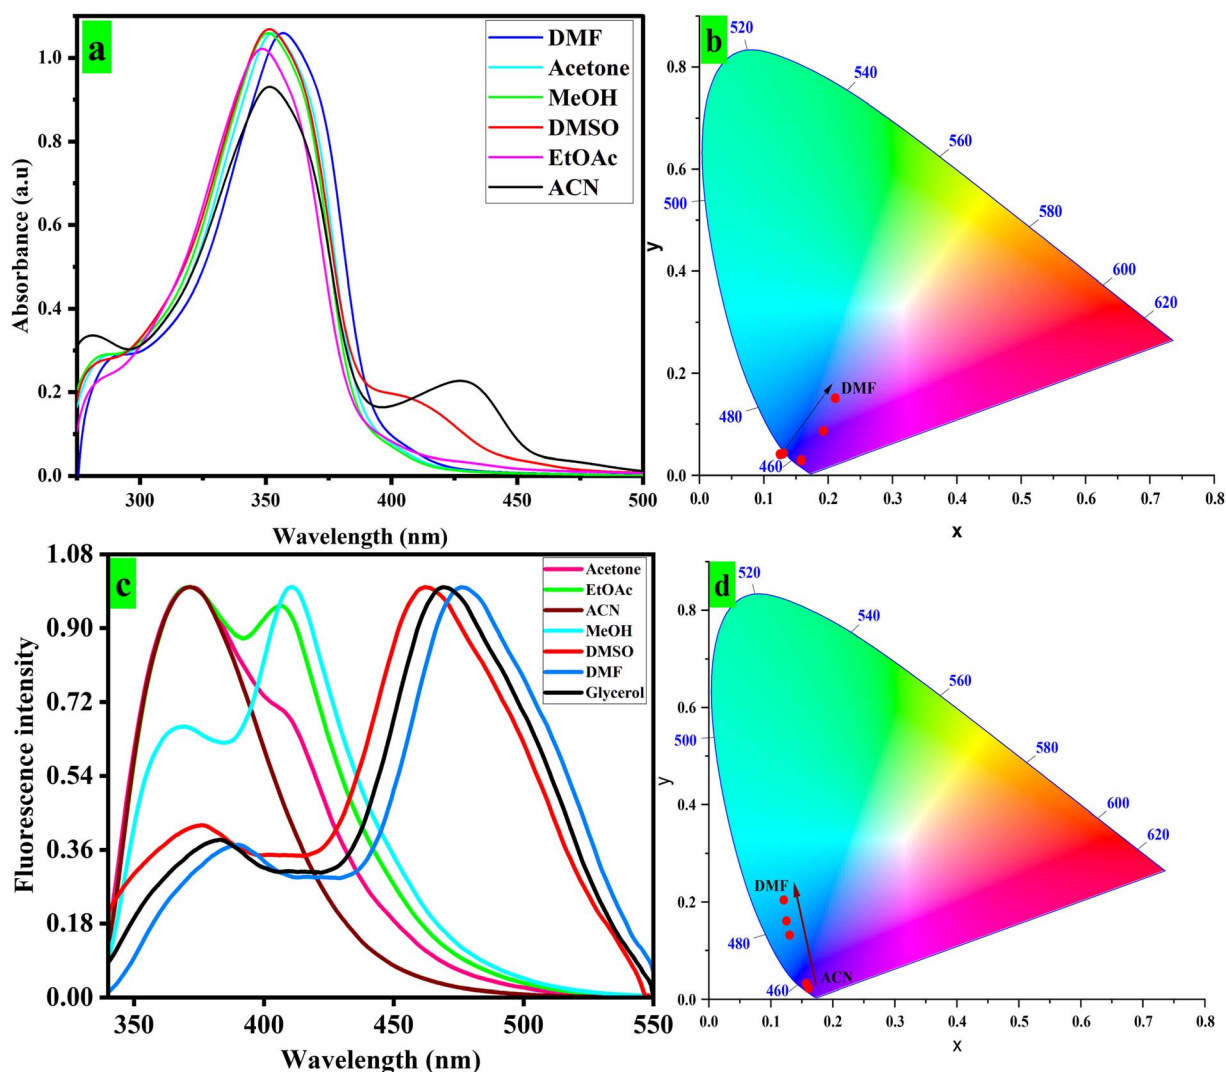 a
DMF
Acetone
MeOH
DMSO
EtOAc
ACN
1.0
0.8
0.6
0.4
0.2
0.0
300
350
400
450
500
Absorbance (a.u)
Wavelength (nm)
b
520
540
560
580
600
620
500
480
460
DMF
0.8
0.6
0.4
0.2
0.0
0.0
0.1
0.2
0.3
0.4
0.5
0.6
0.7
0.8
y
x
c
Acetone
EtOAc
ACN
MeOH
DMSO
DMF
Glycerol
1.08
0.90
0.72
0.54
0.36
0.18
0.00
350
400
450
500
550
Fluorescence intensity
Wavelength (nm)
d
520
540
560
580
600
620
500
480
460
DMF
ACN
0.8
0.6
0.4
0.2
0.0
0.0
0.1
0.2
0.3
0.4
0.5
0.6
0.7
0.8
y
x